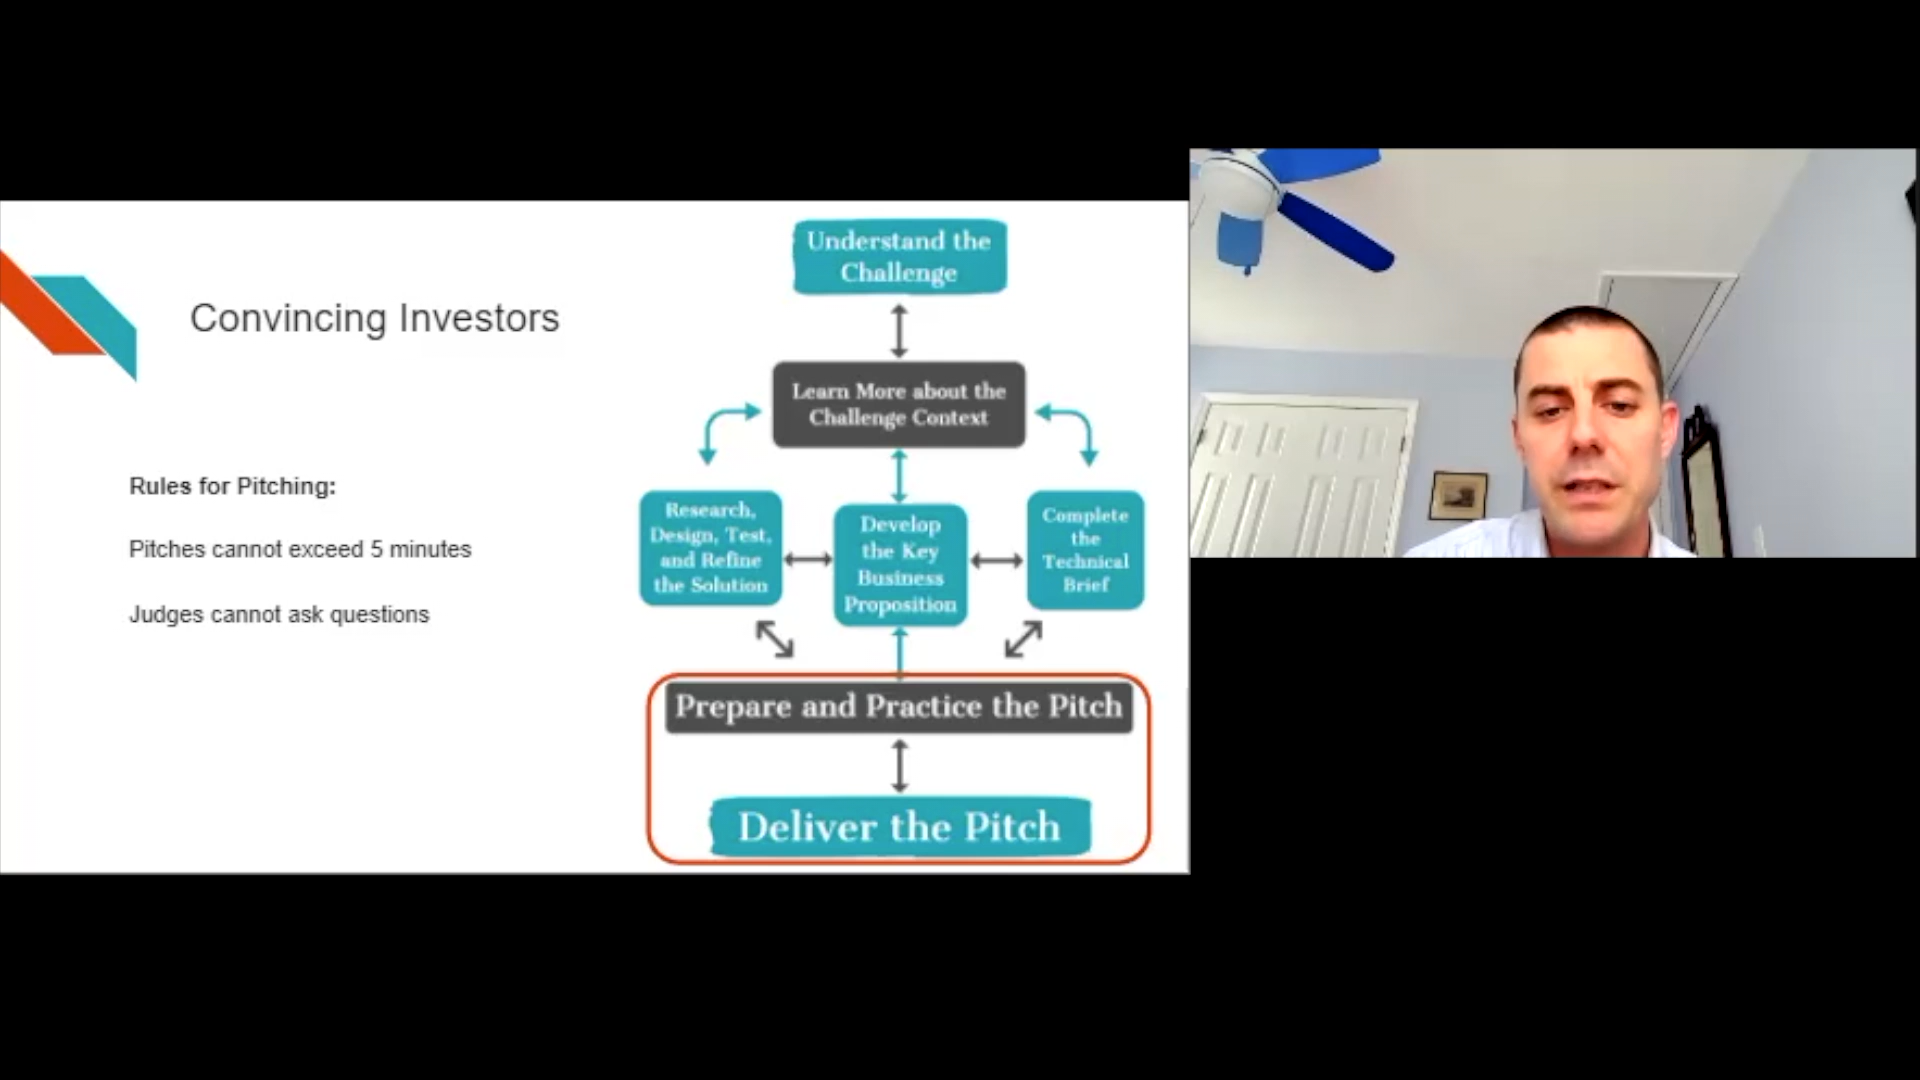 Convincing Investors
Rules for Pitching:
Pitches cannot exceed 5 minutes
Judges cannot ask questions
Understand the
Challenge
Learn More about the
Challenge Context
Research,
Design, Test,
and Refine
the Solution
Develop
the Key
Business
Proposition
Complete
the
Technical
Brief
Prepare and Practice the Pitch
Deliver the Pitch